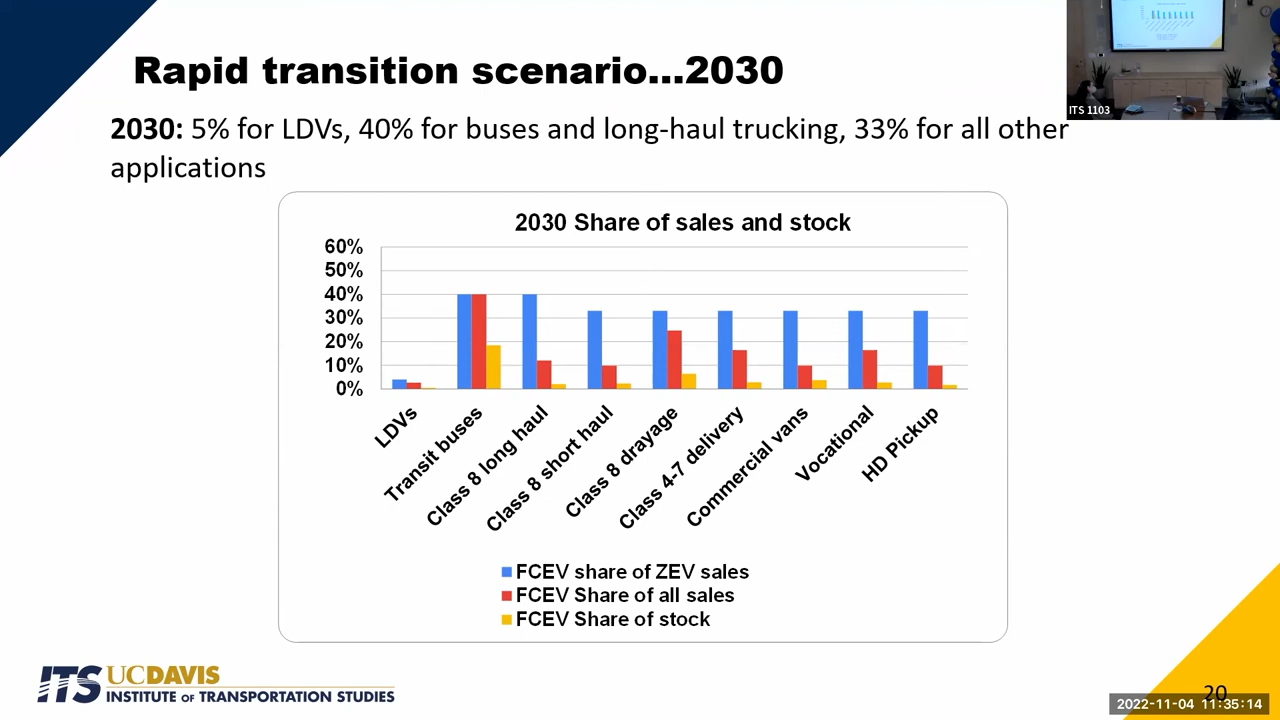 Rapid transition scenario...2030
ITS 1103
2030: 5% for LDVs, 40% for buses and long-haul trucking, 33% for all other
applications
2030 Share of sales and stock
60%
50%
40%
30%
20%
10%
0%
LDVs
Transit buses
Class 8 long haul
Class 8 short haul
Class 8 drayage
Class 4-7 delivery
Commercial vans
Vocational
HD Pickup
FCEV share of ZEV sales
FCEV Share of all sales
FCEV Share of stock
ITS UCDAVIS
INSTITUTE OF TRANSPORTATION STUDIES
20
2022-11-04 11:35:14